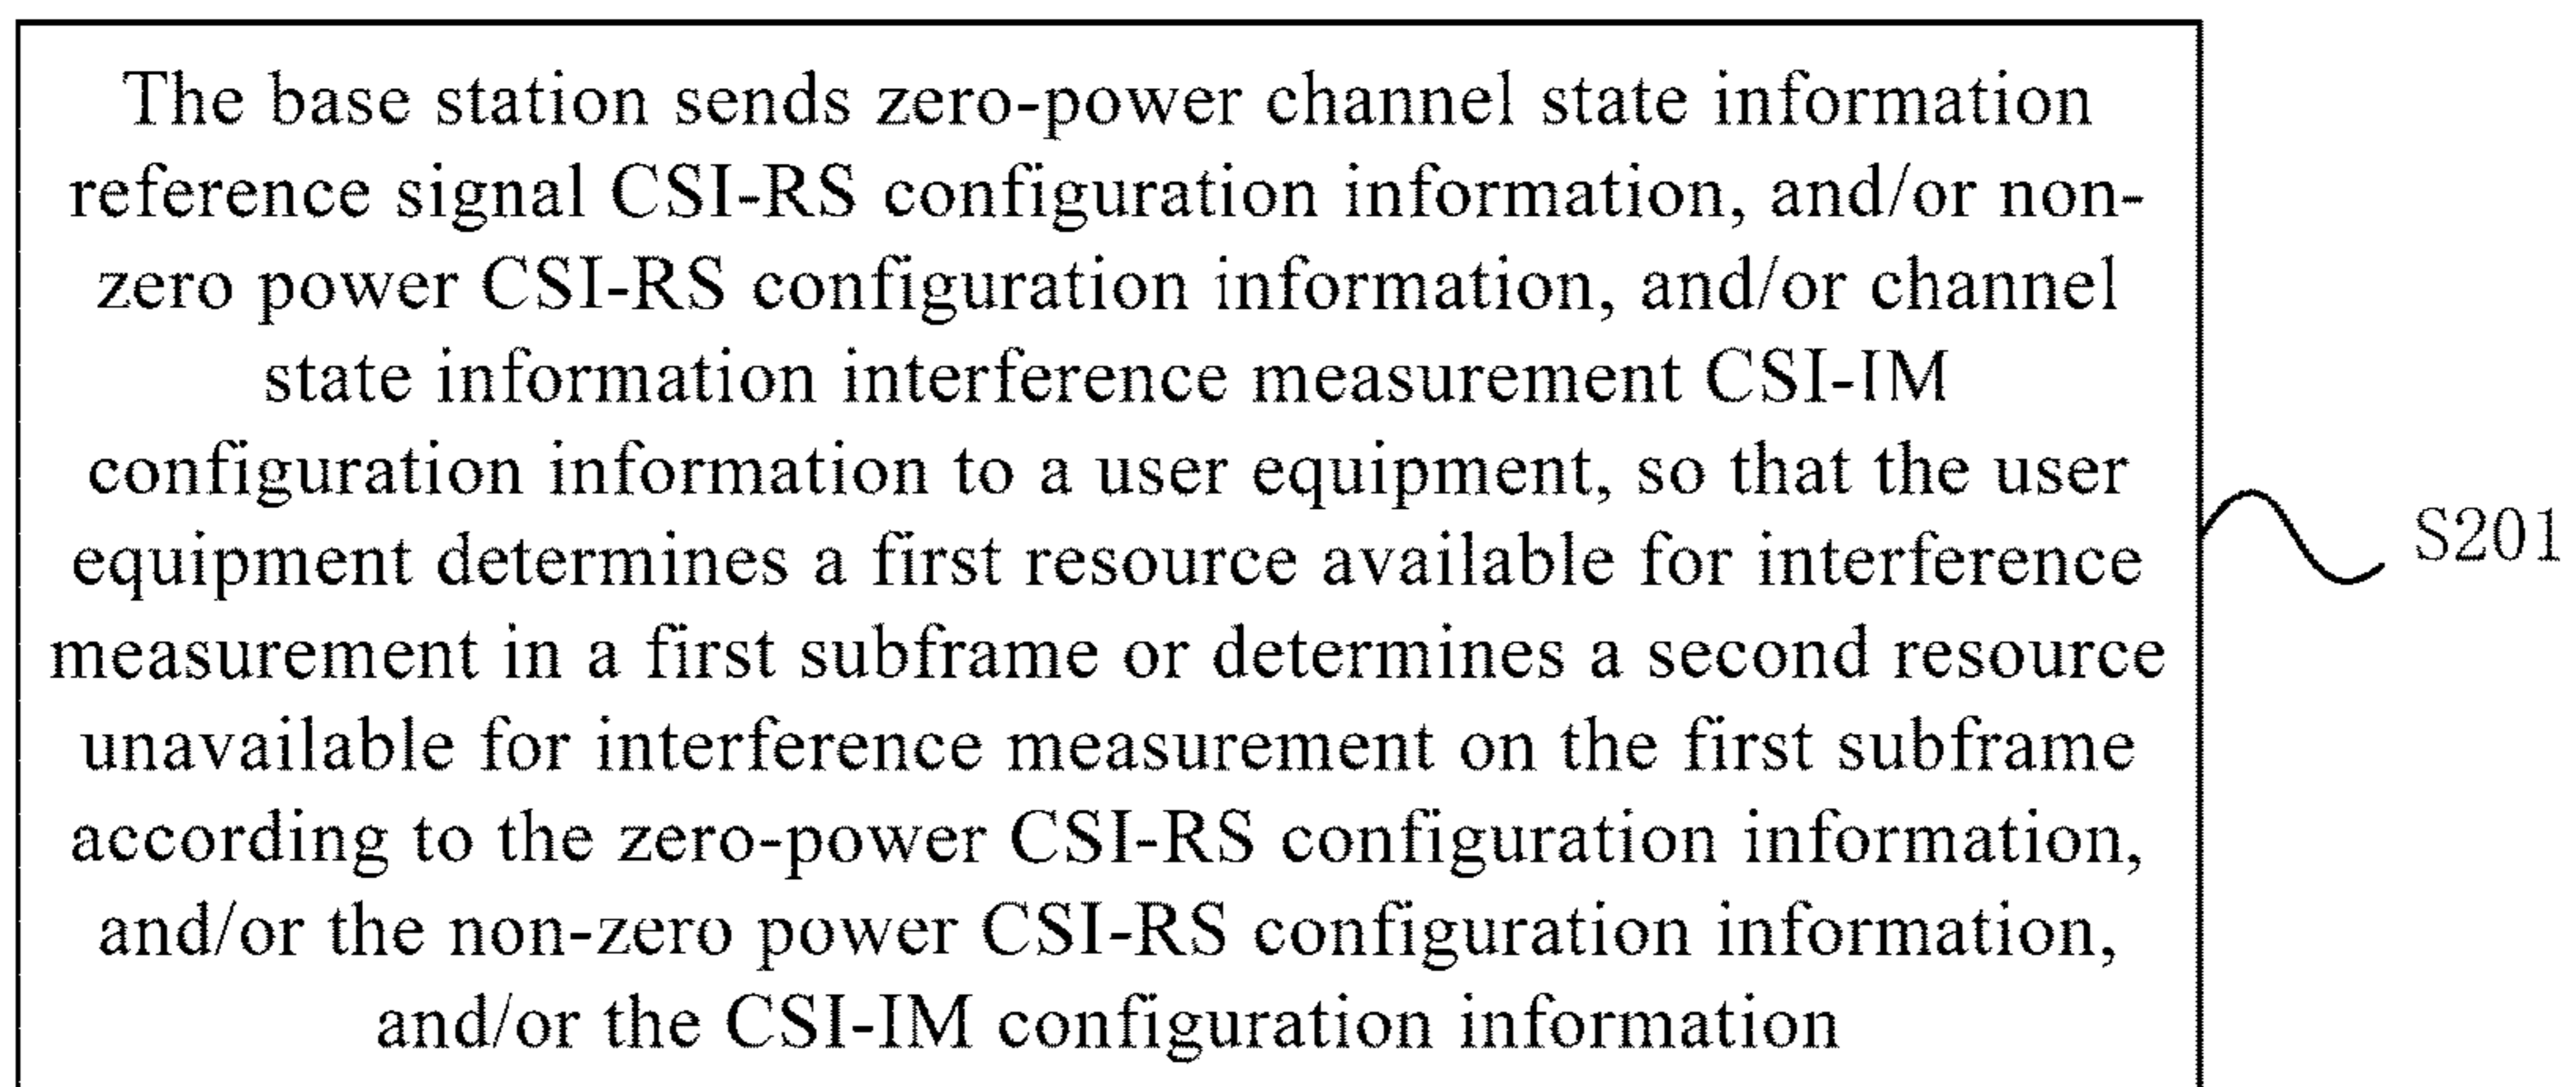 The base station sends zero-power channel state information
reference signal CSI-RS configuration information, and/or non-
zero power CSI-RS configuration information, and/or channel
state information interference measurement CSI-IM
configuration information to a user equipment, so that the user
equipment determines a first resource available for interference
measurement in a first subframe or determines a second resource
unavailable for interference measurement on the first subframe
according to the zero-power CSI-RS configuration information,
and/or the non-zero power CSI-RS configuration information,
and/or the CSI-IM configuration information
S201